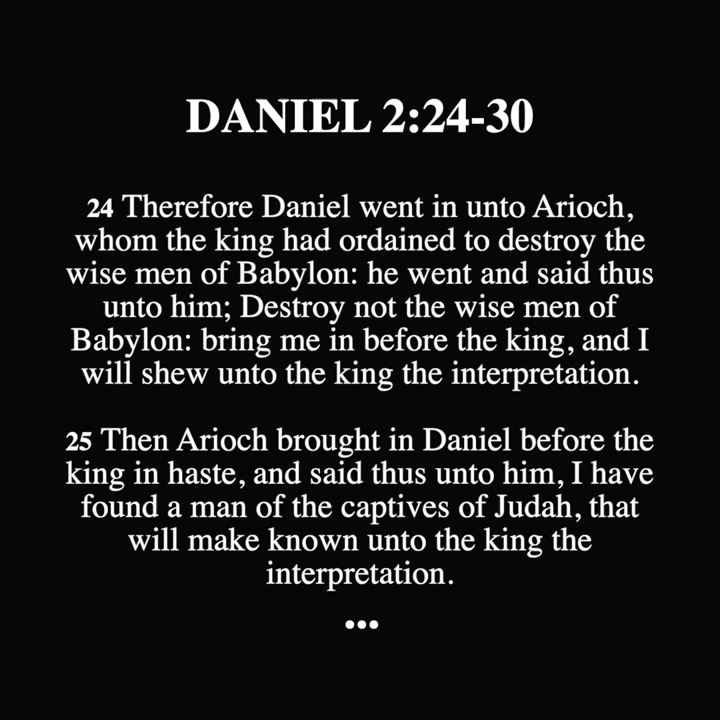 DANIEL 2:24-30
24 Therefore Daniel went in unto Arioch,
whom the king had ordained to destroy the
wise men of Babylon: he went and said thus
unto him; Destroy not the wise men of
Babylon: bring me in before the king, and I
will shew unto the king the interpretation.
25 Then Arioch brought in Daniel before the
king in haste, and said thus unto him, I have
found a man of the captives of Judah, that
will make known unto the king the
interpretation.
•••